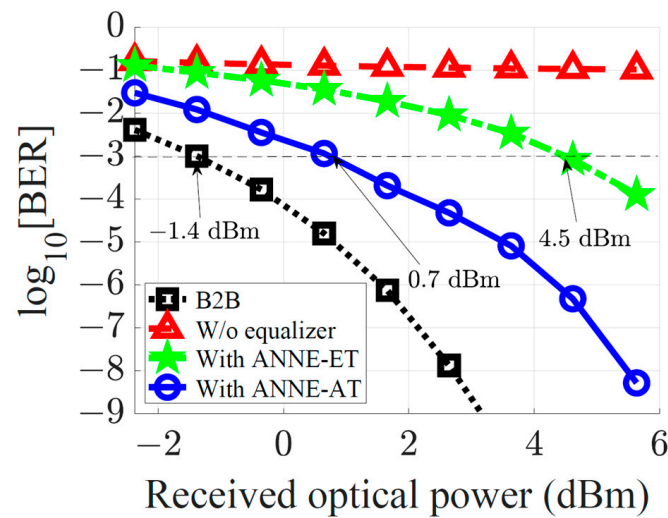 0
−1
−2
−3
−4
−5
−6
−7
−8
−9
log10[BER]
−1.4 dBm
0.7 dBm
4.5 dBm
B2B
W/o equalizer
With ANNE-ET
With ANNE-AT
−2 0 2 4 6
Received optical power (dBm)